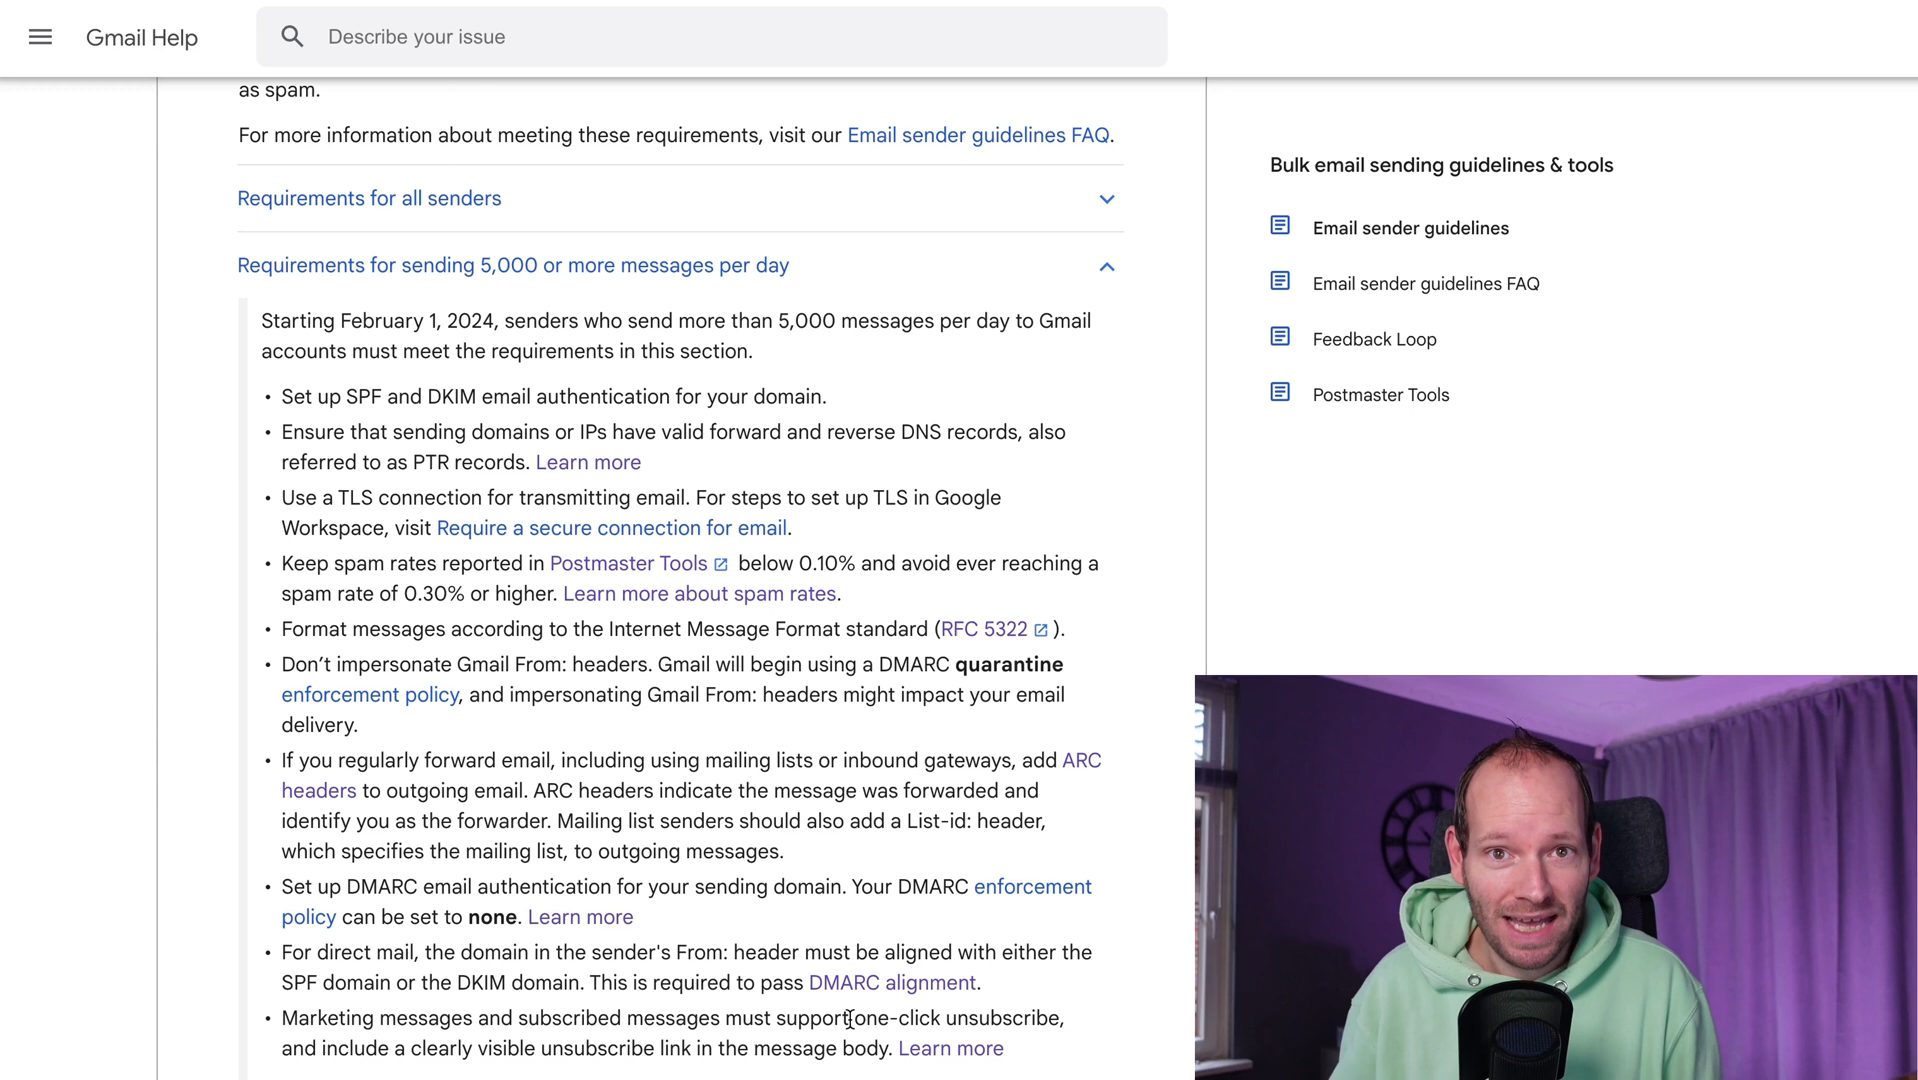 Gmail Help
Describe your issue
as spam.
For more information about meeting these requirements, visit our Email sender guidelines FAQ.
Requirements for all senders
Requirements for sending 5,000 or more messages per day
Starting February 1, 2024, senders who send more than 5,000 messages per day to Gmail
accounts must meet the requirements in this section.
• Set up SPF and DKIM email authentication for your domain.
• Ensure that sending domains or IPs have valid forward and reverse DNS records, also
referred to as PTR records. Learn more
• Use a TLS connection for transmitting email. For steps to set up TLS in Google
Workspace, visit Require a secure connection for email.
• Keep spam rates reported in Postmaster Tools below 0.10% and avoid ever reaching a
spam rate of 0.30% or higher. Learn more about spam rates.
• Format messages according to the Internet Message Format standard (RFC 5322 ).
• Don’t impersonate Gmail From: headers. Gmail will begin using a DMARC quarantine
enforcement policy, and impersonating Gmail From: headers might impact your email
delivery.
• If you regularly forward email, including using mailing lists or inbound gateways, add ARC
headers to outgoing email. ARC headers indicate the message was forwarded and
identify you as the forwarder. Mailing list senders should also add a List-id: header,
which specifies the mailing list, to outgoing messages.
• Set up DMARC email authentication for your sending domain. Your DMARC enforcement
policy can be set to none. Learn more
• For direct mail, the domain in the sender's From: header must be aligned with either the
SPF domain or the DKIM domain. This is required to pass DMARC alignment.
• Marketing messages and subscribed messages must support one-click unsubscribe,
and include a clearly visible unsubscribe link in the message body. Learn more
Bulk email sending guidelines & tools
Email sender guidelines
Email sender guidelines FAQ
Feedback Loop
Postmaster Tools